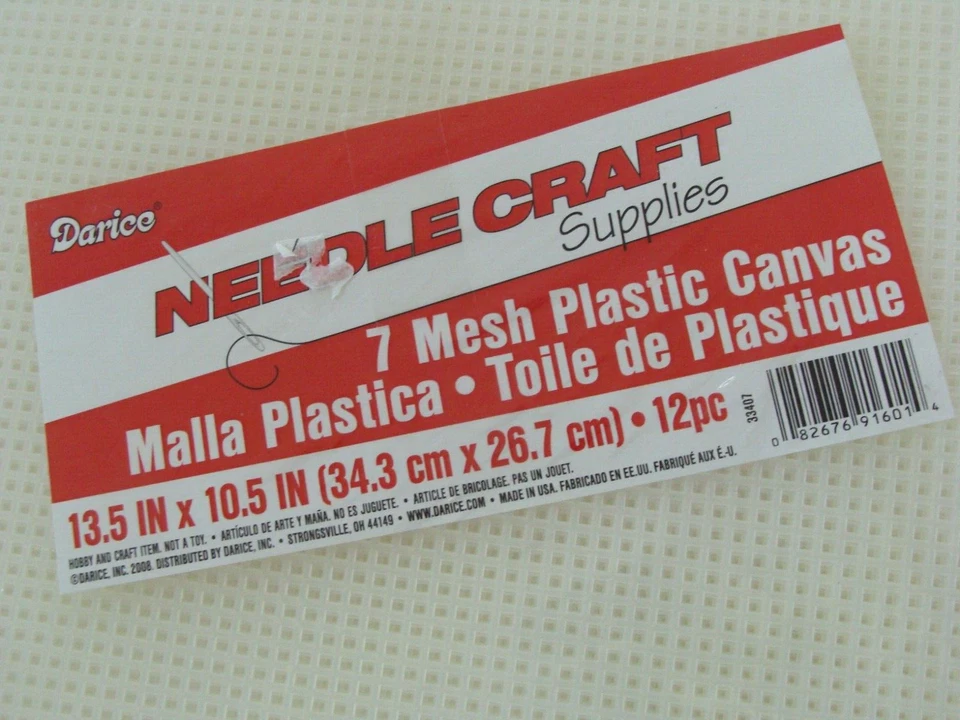 Darice®
NEEDLE CRAFT
Supplies
7 Mesh Plastic Canvas
Malla Plastica • Toile de Plastique
13.5 IN x 10.5 IN (34.3 cm x 26.7 cm) • 12pc
33407
HOBBY AND CRAFT ITEM. NOT A TOY. • ARTÍCULO DE ARTE Y MAÑA. NO ES JUGUETE. • ARTICLE DE BRICOLAGE. PAS UN JOUET.
©DARICE, INC. 2008. DISTRIBUTED BY DARICE, INC. • STRONGSVILLE, OH 44149 • WWW.DARICE.COM • MADE IN USA. FABRICADO EN EE.UU. FABRIQUÉ AUX É.-U.
0 82676 91601 4